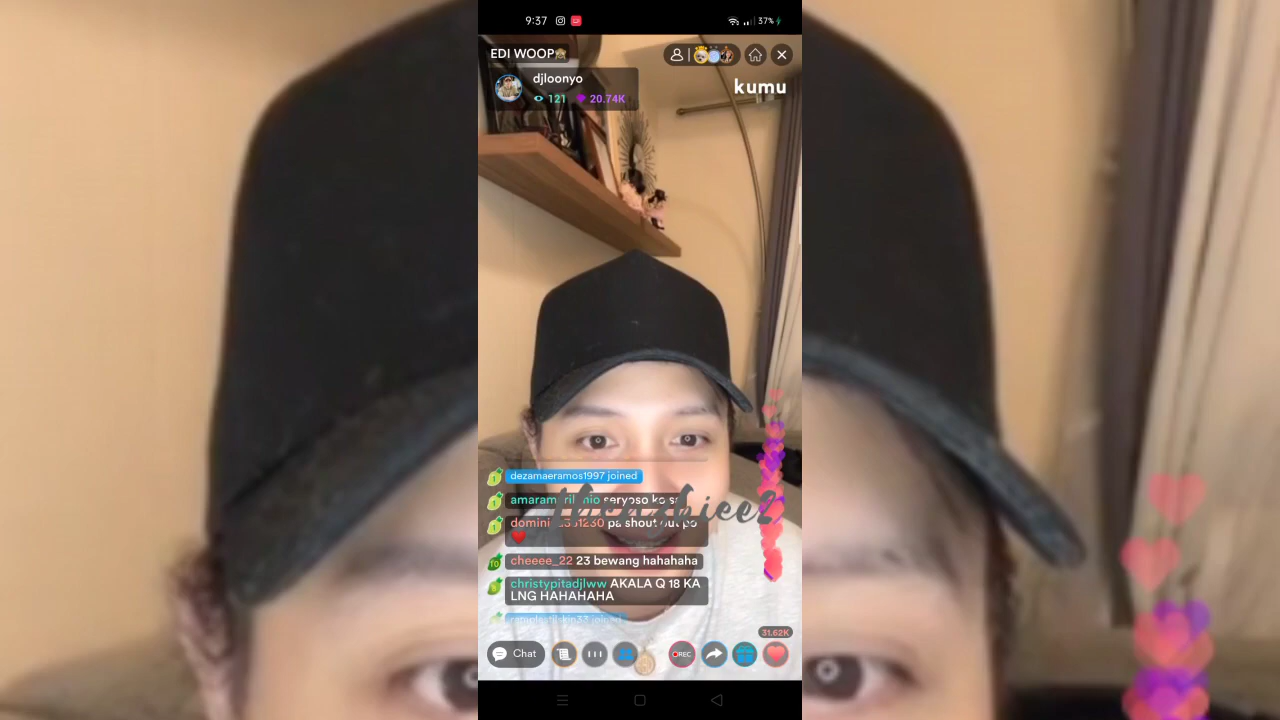 9:37
37%
EDI WOOP
djloonyo
121 20.74K
kumu
dezamaeramos1997 joined
seryoso ko sa
pa shout out po
cheeee_22 23 bewang hahahaha
christypitadjlww AKALA Q 18 KA
LNG HAHAHAHA
31.62K
Chat
REC